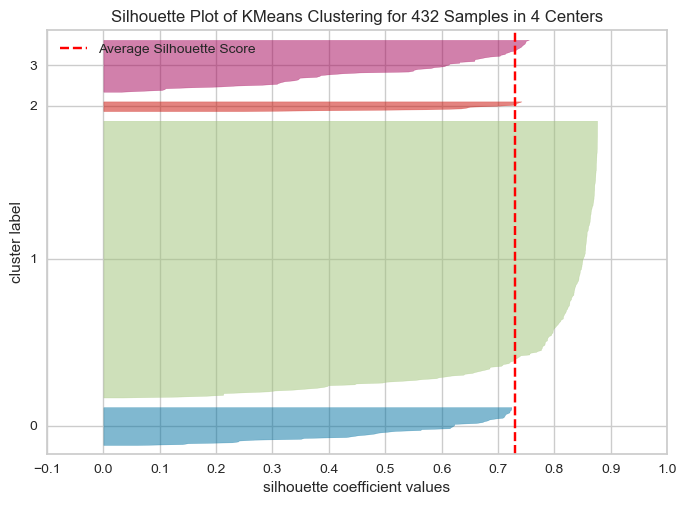 Silhouette Plot of KMeans Clustering for 432 Samples in 4 Centers
Average Silhouette Score
3
2
1
0
cluster label
−0.1 0.0 0.1 0.2 0.3 0.4 0.5 0.6 0.7 0.8 0.9 1.0
silhouette coefficient values